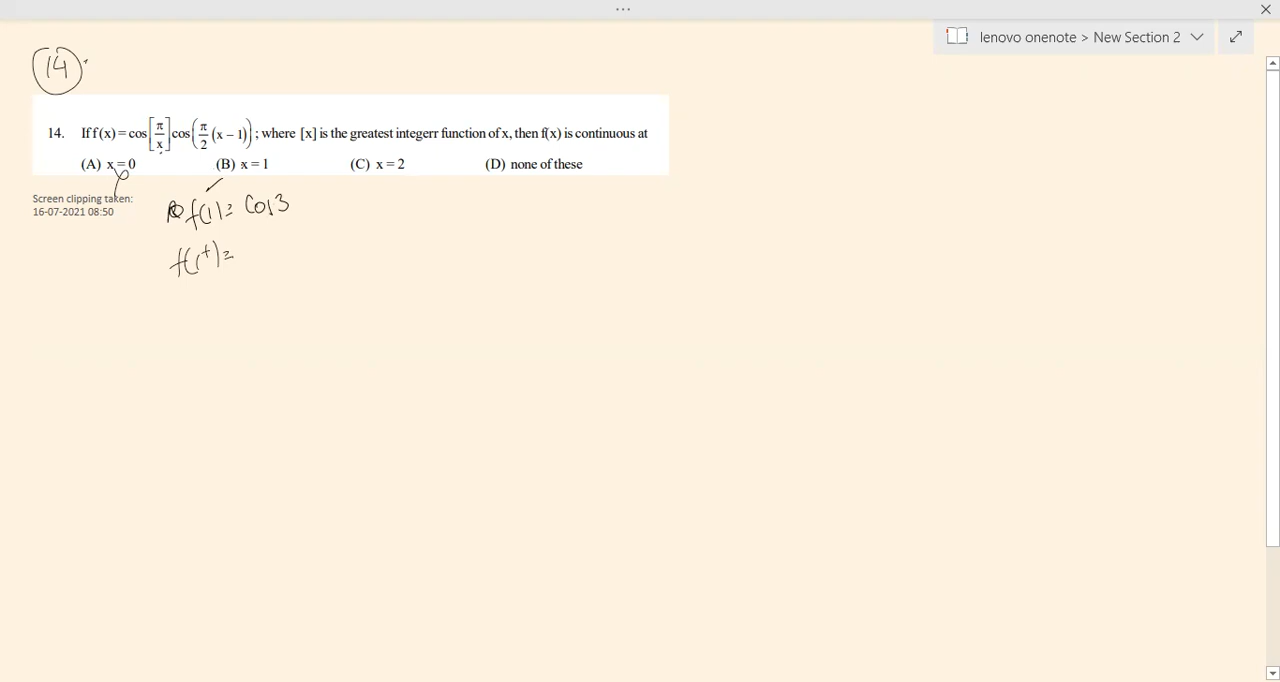 lenovo onenote > New Section 2
14
14. If f(x) = cos[π/x] cos(π/2 (x − 1)) ; where [x] is the greatest integerr function of x, then f(x) is continuous at
(A) x = 0 (B) x = 1 (C) x = 2 (D) none of these
Screen clipping taken:
16-07-2021 08:50
f(1) = Cos 3
f(1⁺) =